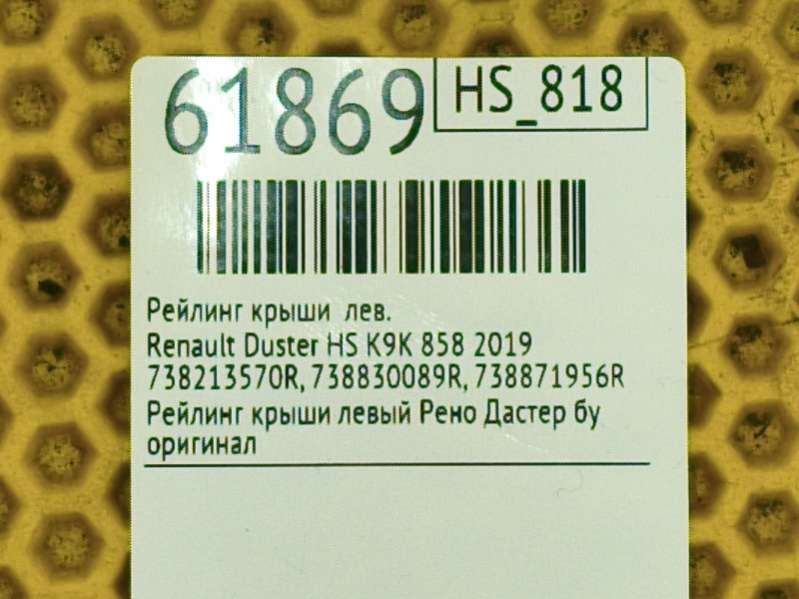 61869 HS_818
Рейлинг крыши лев.
Renault Duster HS K9K 858 2019
738213570R, 738830089R, 738871956R
Рейлинг крыши левый Рено Дастер бу
оригинал